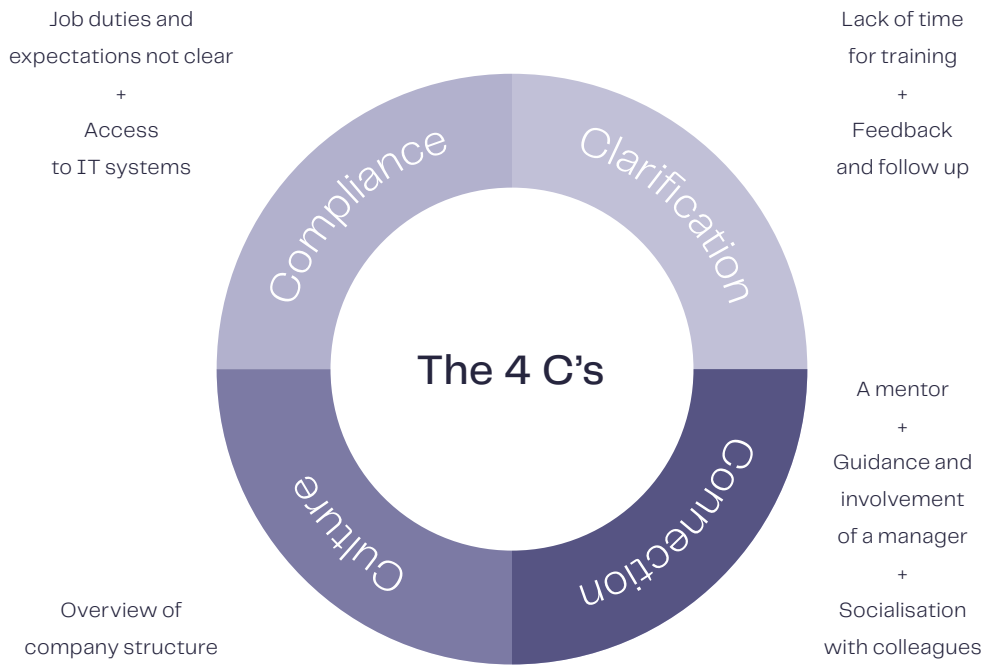 Job duties and
expectations not clear
+
Access
to IT systems
Lack of time
for training
+
Feedback
and follow up
Compliance
Clarification
The 4 C’s
Culture
Connection
Overview of
company structure
A mentor
+
Guidance and
involvement
of a manager
+
Socialisation
with colleagues